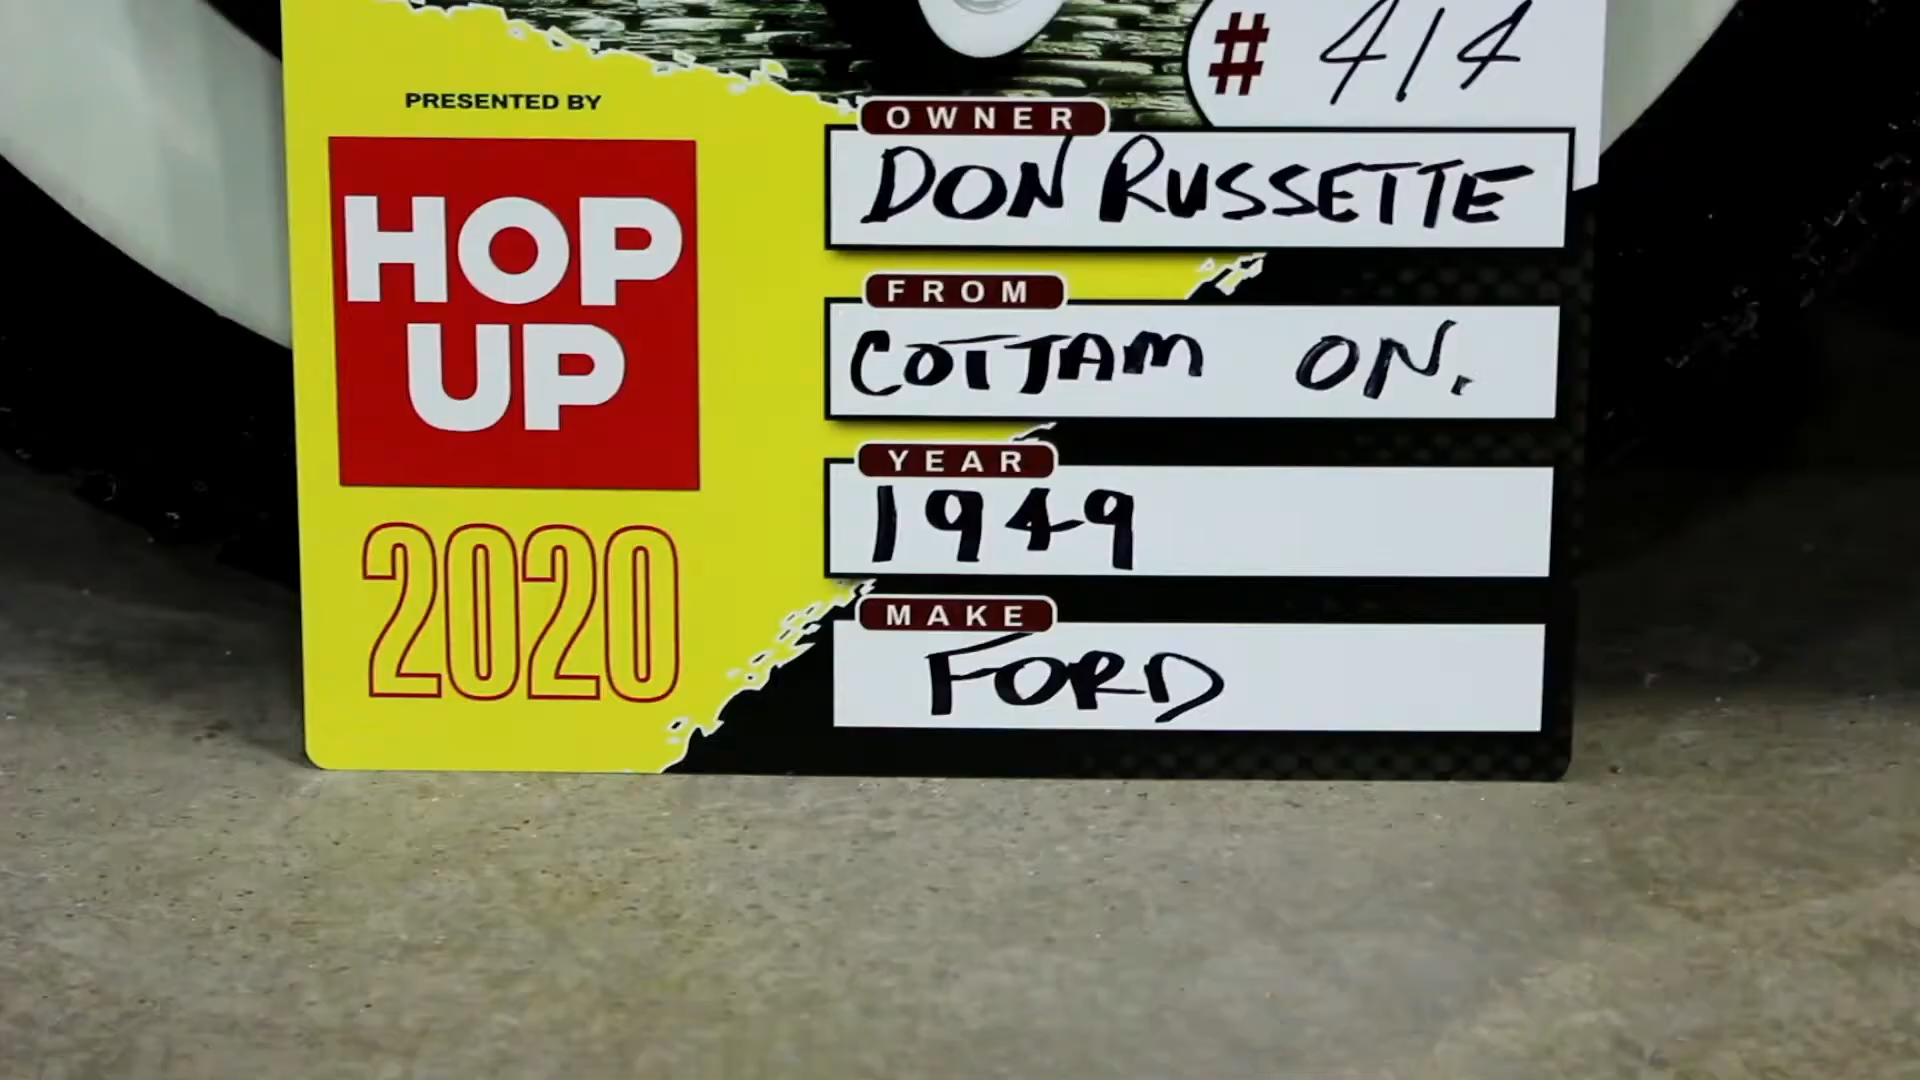 # 414
PRESENTED BY
HOP
UP
2020
OWNER
DON RUSSETTE
FROM
COTTAM ON.
YEAR
1949
MAKE
FORD